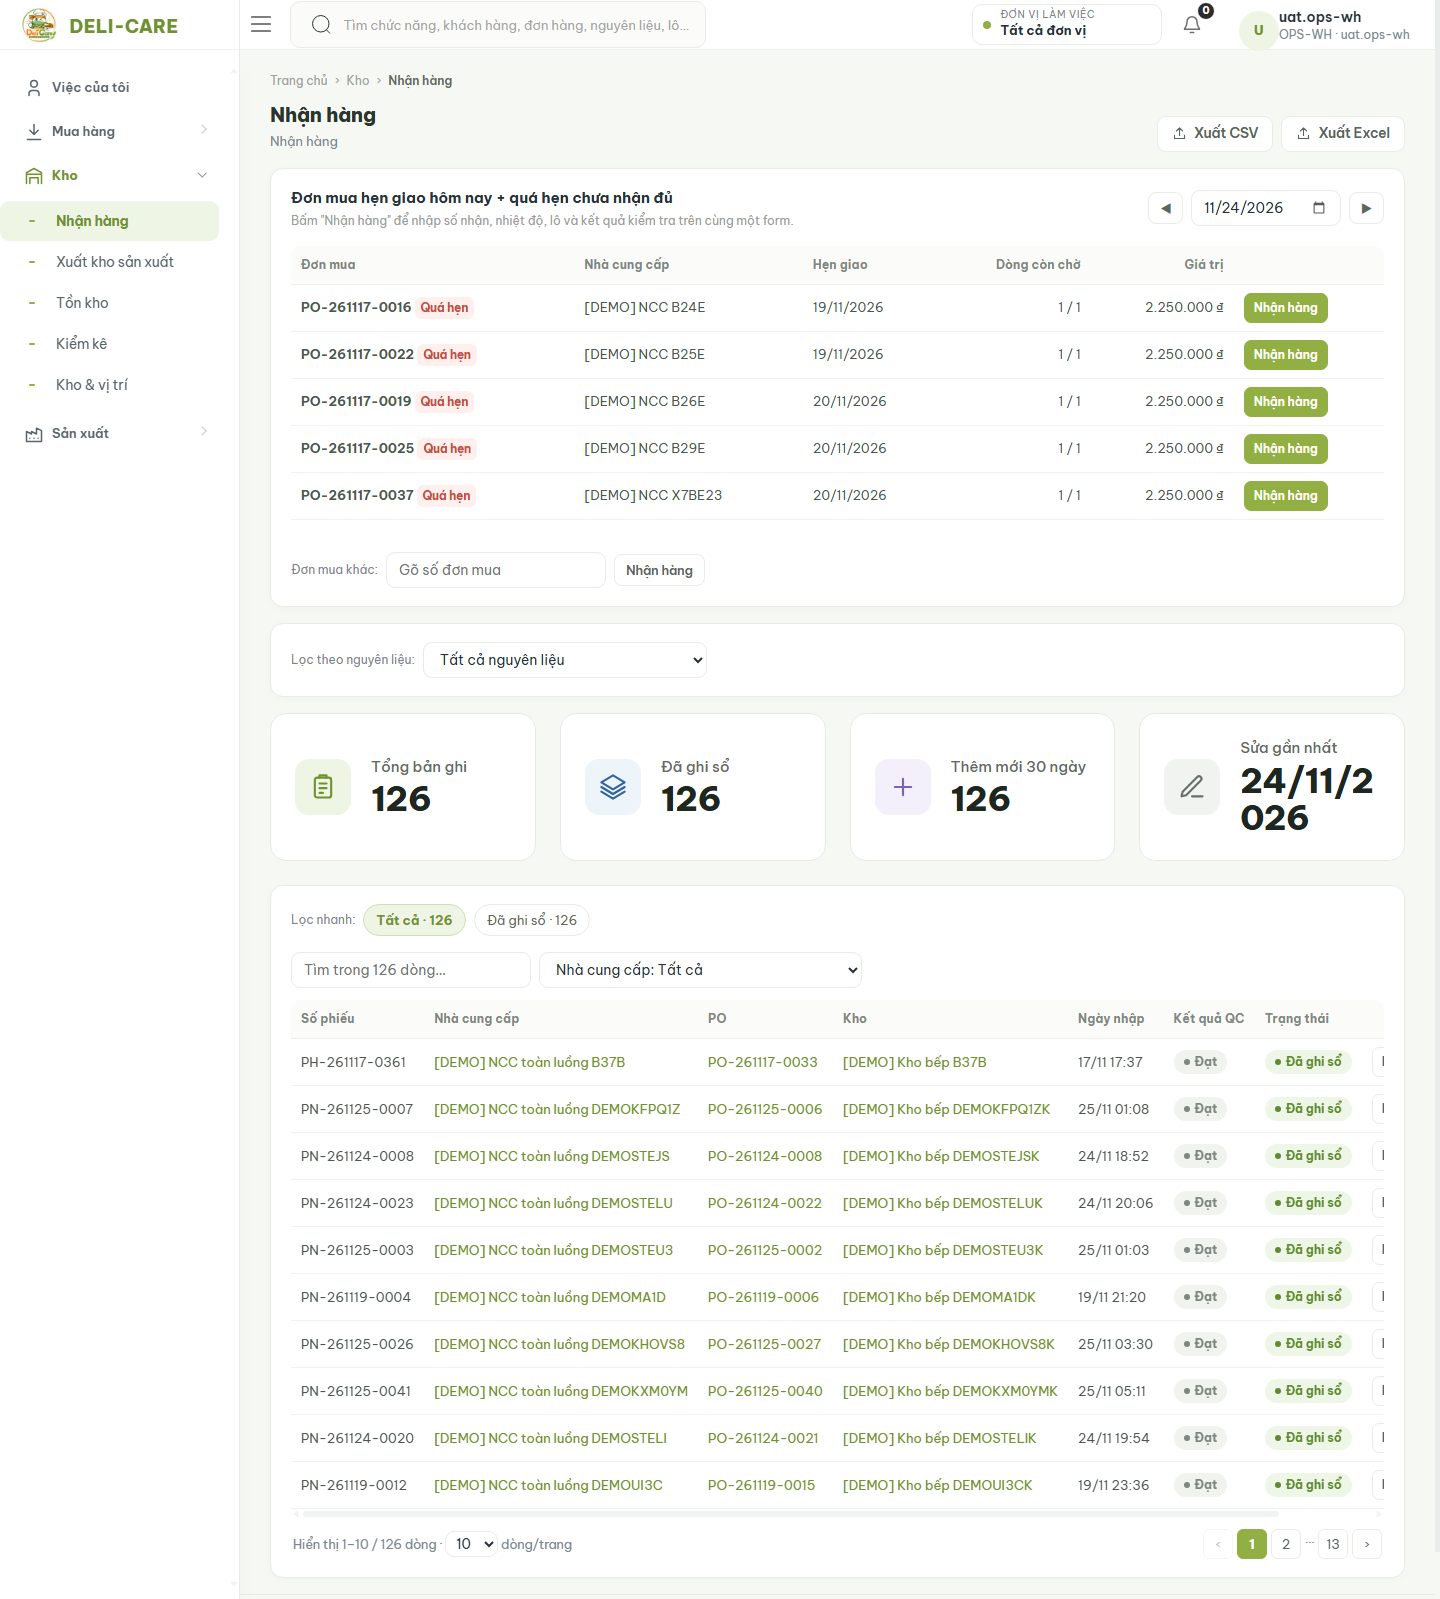 DELI-CARE
Tìm chức năng, khách hàng, đơn hàng, nguyên liệu, lô...
ĐƠN VỊ LÀM VIỆC
Tất cả đơn vị
0
U
uat.ops-wh
OPS-WH · uat.ops-wh
Việc của tôi
Mua hàng
Kho
- Nhận hàng
- Xuất kho sản xuất
- Tồn kho
- Kiểm kê
- Kho & vị trí
Sản xuất
Trang chủ › Kho › Nhận hàng
Nhận hàng
Nhận hàng
Xuất CSV
Xuất Excel
Đơn mua hẹn giao hôm nay + quá hẹn chưa nhận đủ
Bấm "Nhận hàng" để nhập số nhận, nhiệt độ, lô và kết quả kiểm tra trên cùng một form.
◀ 11/24/2026 ▶
Đơn mua Nhà cung cấp Hẹn giao Dòng còn chờ Giá trị
PO-261117-0016 Quá hẹn [DEMO] NCC B24E 19/11/2026 1 / 1 2.250.000 ₫ Nhận hàng
PO-261117-0022 Quá hẹn [DEMO] NCC B25E 19/11/2026 1 / 1 2.250.000 ₫ Nhận hàng
PO-261117-0019 Quá hẹn [DEMO] NCC B26E 20/11/2026 1 / 1 2.250.000 ₫ Nhận hàng
PO-261117-0025 Quá hẹn [DEMO] NCC B29E 20/11/2026 1 / 1 2.250.000 ₫ Nhận hàng
PO-261117-0037 Quá hẹn [DEMO] NCC X7BE23 20/11/2026 1 / 1 2.250.000 ₫ Nhận hàng
Đơn mua khác: Gõ số đơn mua Nhận hàng
Lọc theo nguyên liệu: Tất cả nguyên liệu
Tổng bản ghi
126
Đã ghi sổ
126
Thêm mới 30 ngày
126
Sửa gần nhất
24/11/2
026
Lọc nhanh: Tất cả · 126 Đã ghi sổ · 126
Tìm trong 126 dòng... Nhà cung cấp: Tất cả
Số phiếu Nhà cung cấp PO Kho Ngày nhập Kết quả QC Trạng thái
PH-261117-0361 [DEMO] NCC toàn luồng B37B PO-261117-0033 [DEMO] Kho bếp B37B 17/11 17:37 Đạt Đã ghi sổ
PN-261125-0007 [DEMO] NCC toàn luồng DEMOKFPQ1Z PO-261125-0006 [DEMO] Kho bếp DEMOKFPQ1ZK 25/11 01:08 Đạt Đã ghi sổ
PN-261124-0008 [DEMO] NCC toàn luồng DEMOSTEJS PO-261124-0008 [DEMO] Kho bếp DEMOSTEJSK 24/11 18:52 Đạt Đã ghi sổ
PN-261124-0023 [DEMO] NCC toàn luồng DEMOSTELU PO-261124-0022 [DEMO] Kho bếp DEMOSTELUK 24/11 20:06 Đạt Đã ghi sổ
PN-261125-0003 [DEMO] NCC toàn luồng DEMOSTEU3 PO-261125-0002 [DEMO] Kho bếp DEMOSTEU3K 25/11 01:03 Đạt Đã ghi sổ
PN-261119-0004 [DEMO] NCC toàn luồng DEMOMA1D PO-261119-0006 [DEMO] Kho bếp DEMOMA1DK 19/11 21:20 Đạt Đã ghi sổ
PN-261125-0026 [DEMO] NCC toàn luồng DEMOKHOVS8 PO-261125-0027 [DEMO] Kho bếp DEMOKHOVS8K 25/11 03:30 Đạt Đã ghi sổ
PN-261125-0041 [DEMO] NCC toàn luồng DEMOKXM0YM PO-261125-0040 [DEMO] Kho bếp DEMOKXM0YMK 25/11 05:11 Đạt Đã ghi sổ
PN-261124-0020 [DEMO] NCC toàn luồng DEMOSTELI PO-261124-0021 [DEMO] Kho bếp DEMOSTELIK 24/11 19:54 Đạt Đã ghi sổ
PN-261119-0012 [DEMO] NCC toàn luồng DEMOUI3C PO-261119-0015 [DEMO] Kho bếp DEMOUI3CK 19/11 23:36 Đạt Đã ghi sổ
Hiển thị 1–10 / 126 dòng · 10 dòng/trang
‹ 1 2 ... 13 ›